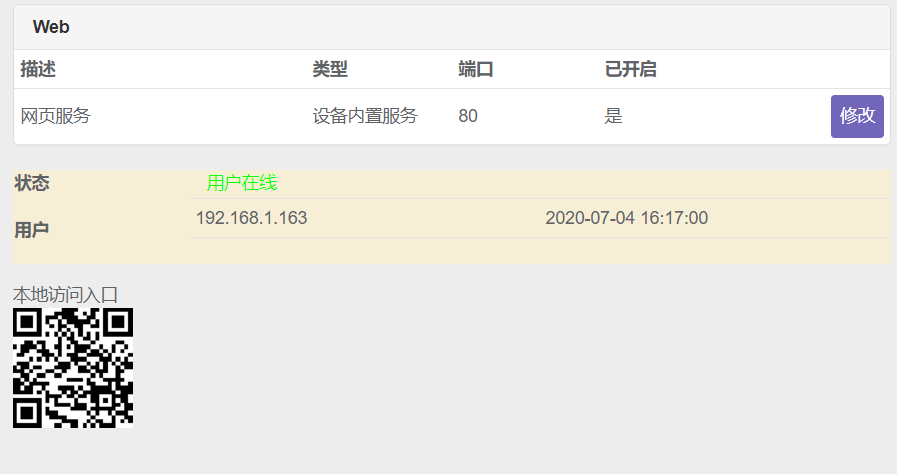 Web
描述 类型 端口 已开启
网页服务 设备内置服务 80 是 修改
状态 用户在线
用户 192.168.1.163 2020-07-04 16:17:00
本地访问入口